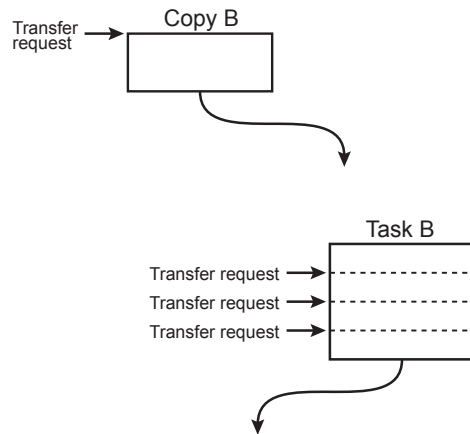 Copy B
Transfer
request
Task B
Transfer request
Transfer request
Transfer request